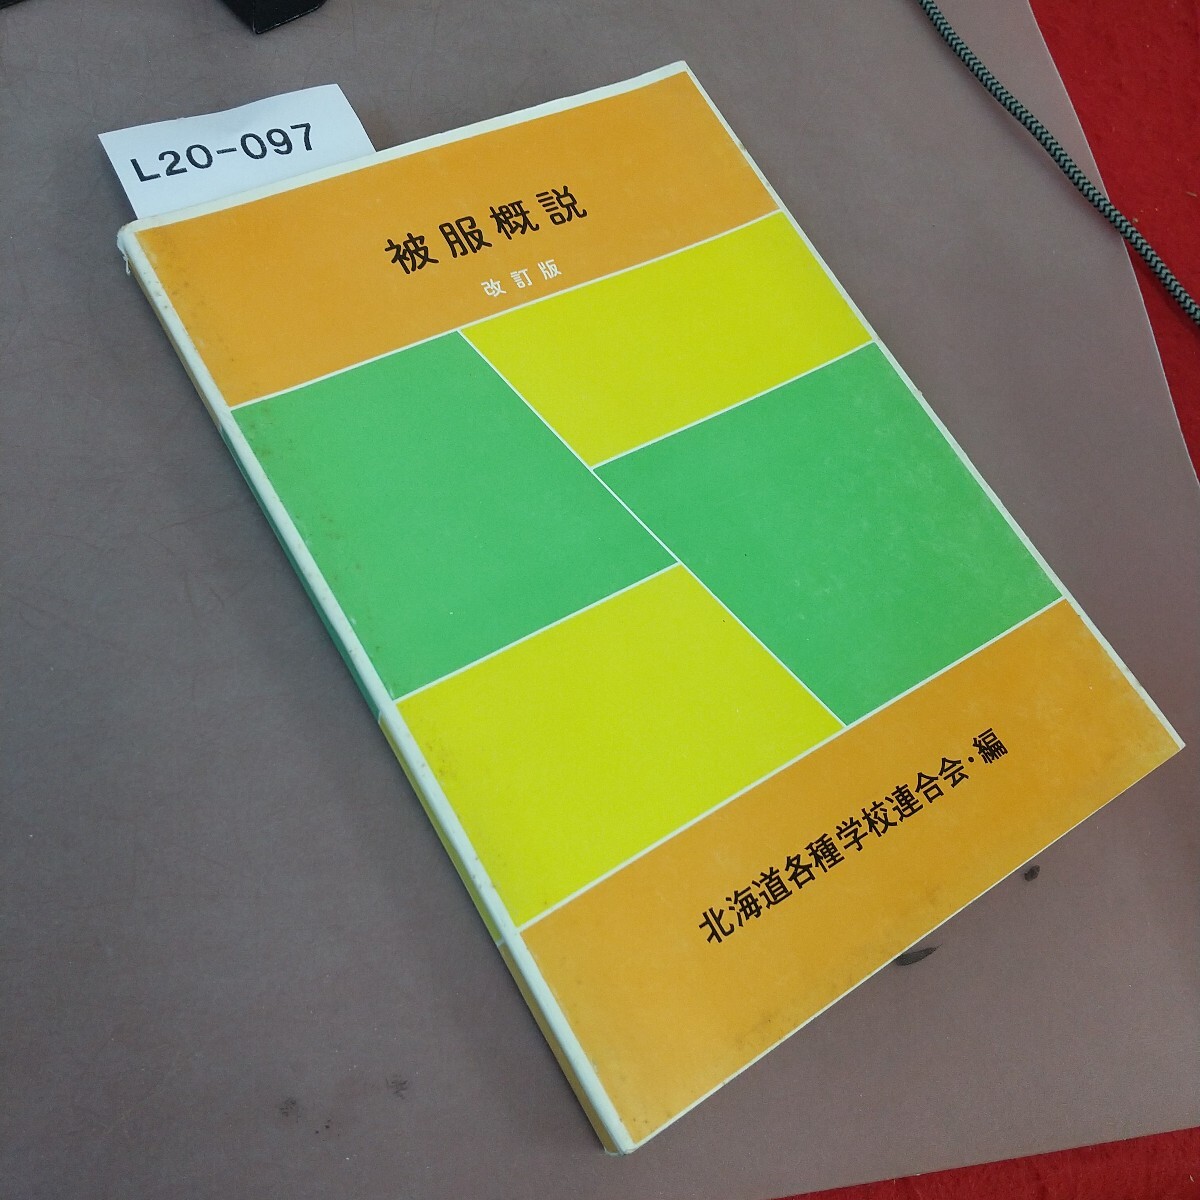 L20-097
被服概説
改訂版
北海道各種学校連合会・編